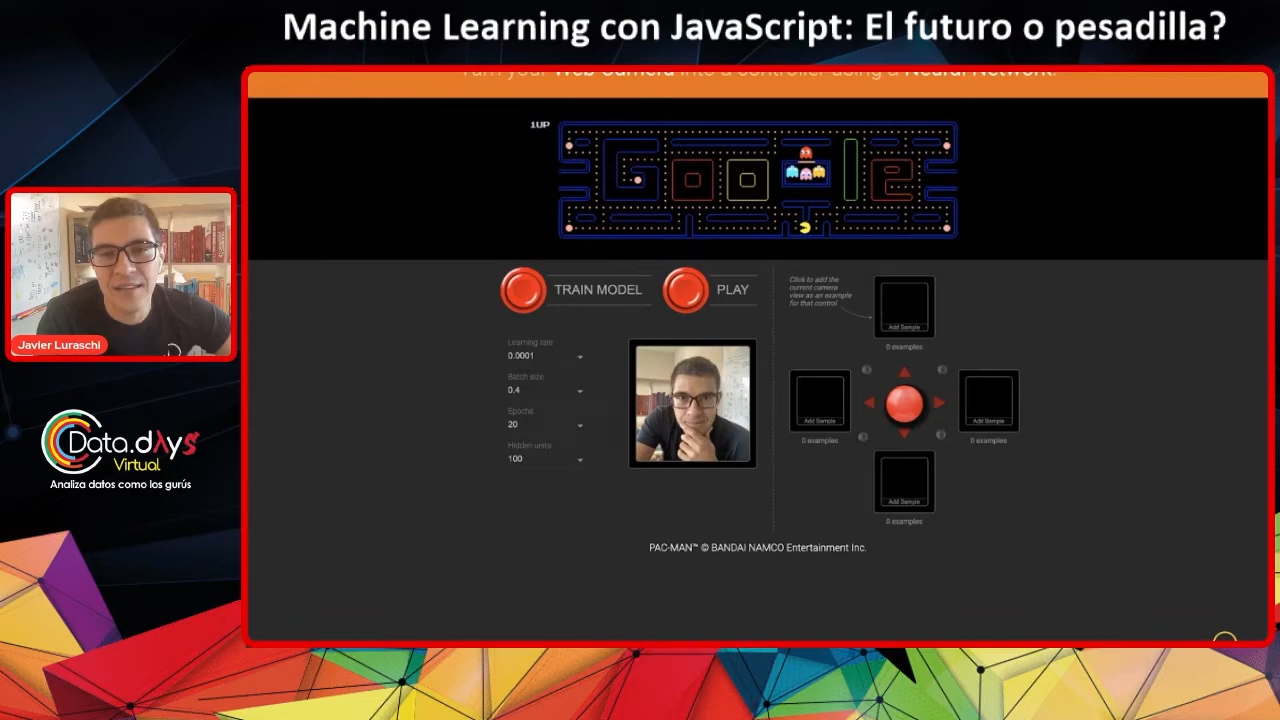 Machine Learning con JavaScript: El futuro o pesadilla?
Turn your Web Camera into a controller using a Neural Network.
1UP
Google
TRAIN MODEL
PLAY
Click to add the
current camera
view as an example
for that control
Add Sample
0 examples
Learning rate
0.0001
Batch size
0.4
Epochs
20
Hidden units
100
Add Sample
0 examples
Add Sample
0 examples
Add Sample
0 examples
PAC-MAN™ © BANDAI NAMCO Entertainment Inc.
Javier Luraschi
Data.dλys
Virtual
Analiza datos como los gurús